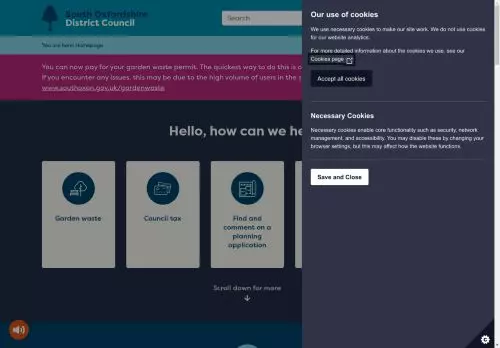 South Oxfordshire
District Council
Search
You are here: Homepage
You can now pay for your garden waste permit. The quickest way to do this is o
If you encounter any issues, this may be due to the high volume of users in the s
www.southoxon.gov.uk/gardenwaste
Hello, how can we he
Garden waste
Council tax
Find and
comment on a
planning
application
Scroll down for more
Our use of cookies
We use necessary cookies to make our site work. We do not use cookies
for our website analytics.
For more detailed information about the cookies we use, see our
Cookies page
Accept all cookies
Necessary Cookies
Necessary cookies enable core functionality such as security, network
management, and accessibility. You may disable these by changing your
browser settings, but this may affect how the website functions.
Save and Close